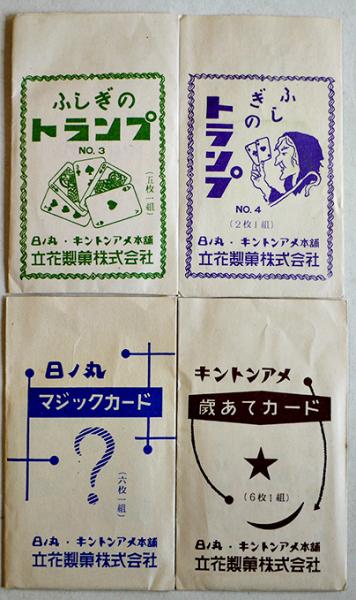 ふしぎの
トランプ
NO. 3
(五枚一組)
日ノ丸・キントンアメ本舗
立花製菓株式会社
ふしぎの
トランプ
NO. 4
(2枚1組)
日ノ丸・キントンアメ本舗
立花製菓株式会社
日ノ丸
マジックカード
?
(六枚一組)
日ノ丸・キントンアメ本舗
立花製菓株式会社
キントンアメ
歳あてカード
(6枚1組)
日ノ丸・キントンアメ本舗
立花製菓株式会社